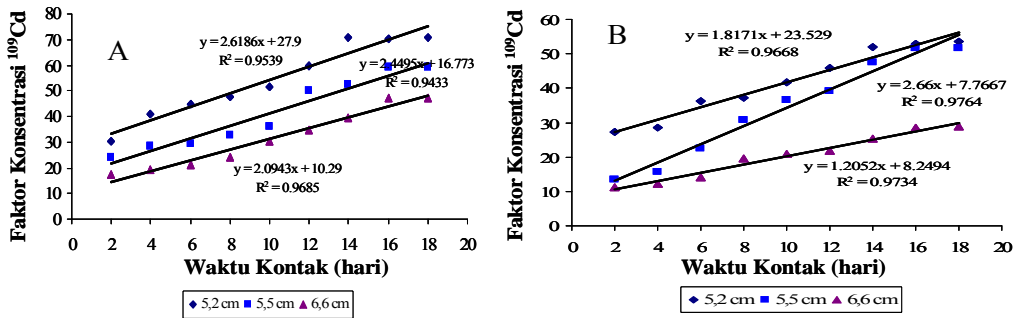 A
Faktor Konsentrasi ¹⁰⁹Cd
90
80
70
60
50
40
30
20
10
0
y = 2.6186x + 27.9
R² = 0.9539
y = 2.4495x + 16.773
R² = 0.9433
y = 2.0943x + 10.29
R² = 0.9685
0 2 4 6 8 10 12 14 16 18 20
Waktu Kontak (hari)
5,2 cm 5,5 cm 6,6 cm
B
Faktor Konsentrasi ¹⁰⁹Cd
60
50
40
30
20
10
0
y = 1.8171x + 23.529
R² = 0.9668
y = 2.66x + 7.7667
R² = 0.9764
y = 1.2052x + 8.2494
R² = 0.9734
0 2 4 6 8 10 12 14 16 18 20
Waktu Kontak (hari)
5,2 cm 5,5 cm 6,6 cm